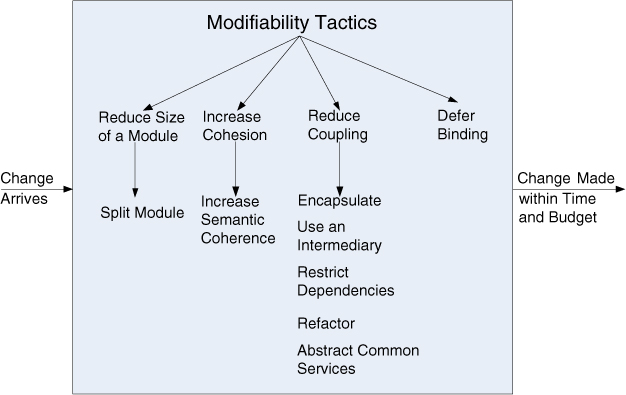 Modifiability Tactics
Reduce Size
of a Module
Increase
Cohesion
Reduce
Coupling
Defer
Binding
Change
Arrives
Split Module
Increase
Semantic
Coherence
Encapsulate
Use an
Intermediary
Restrict
Dependencies
Refactor
Abstract Common
Services
Change Made
within Time
and Budget